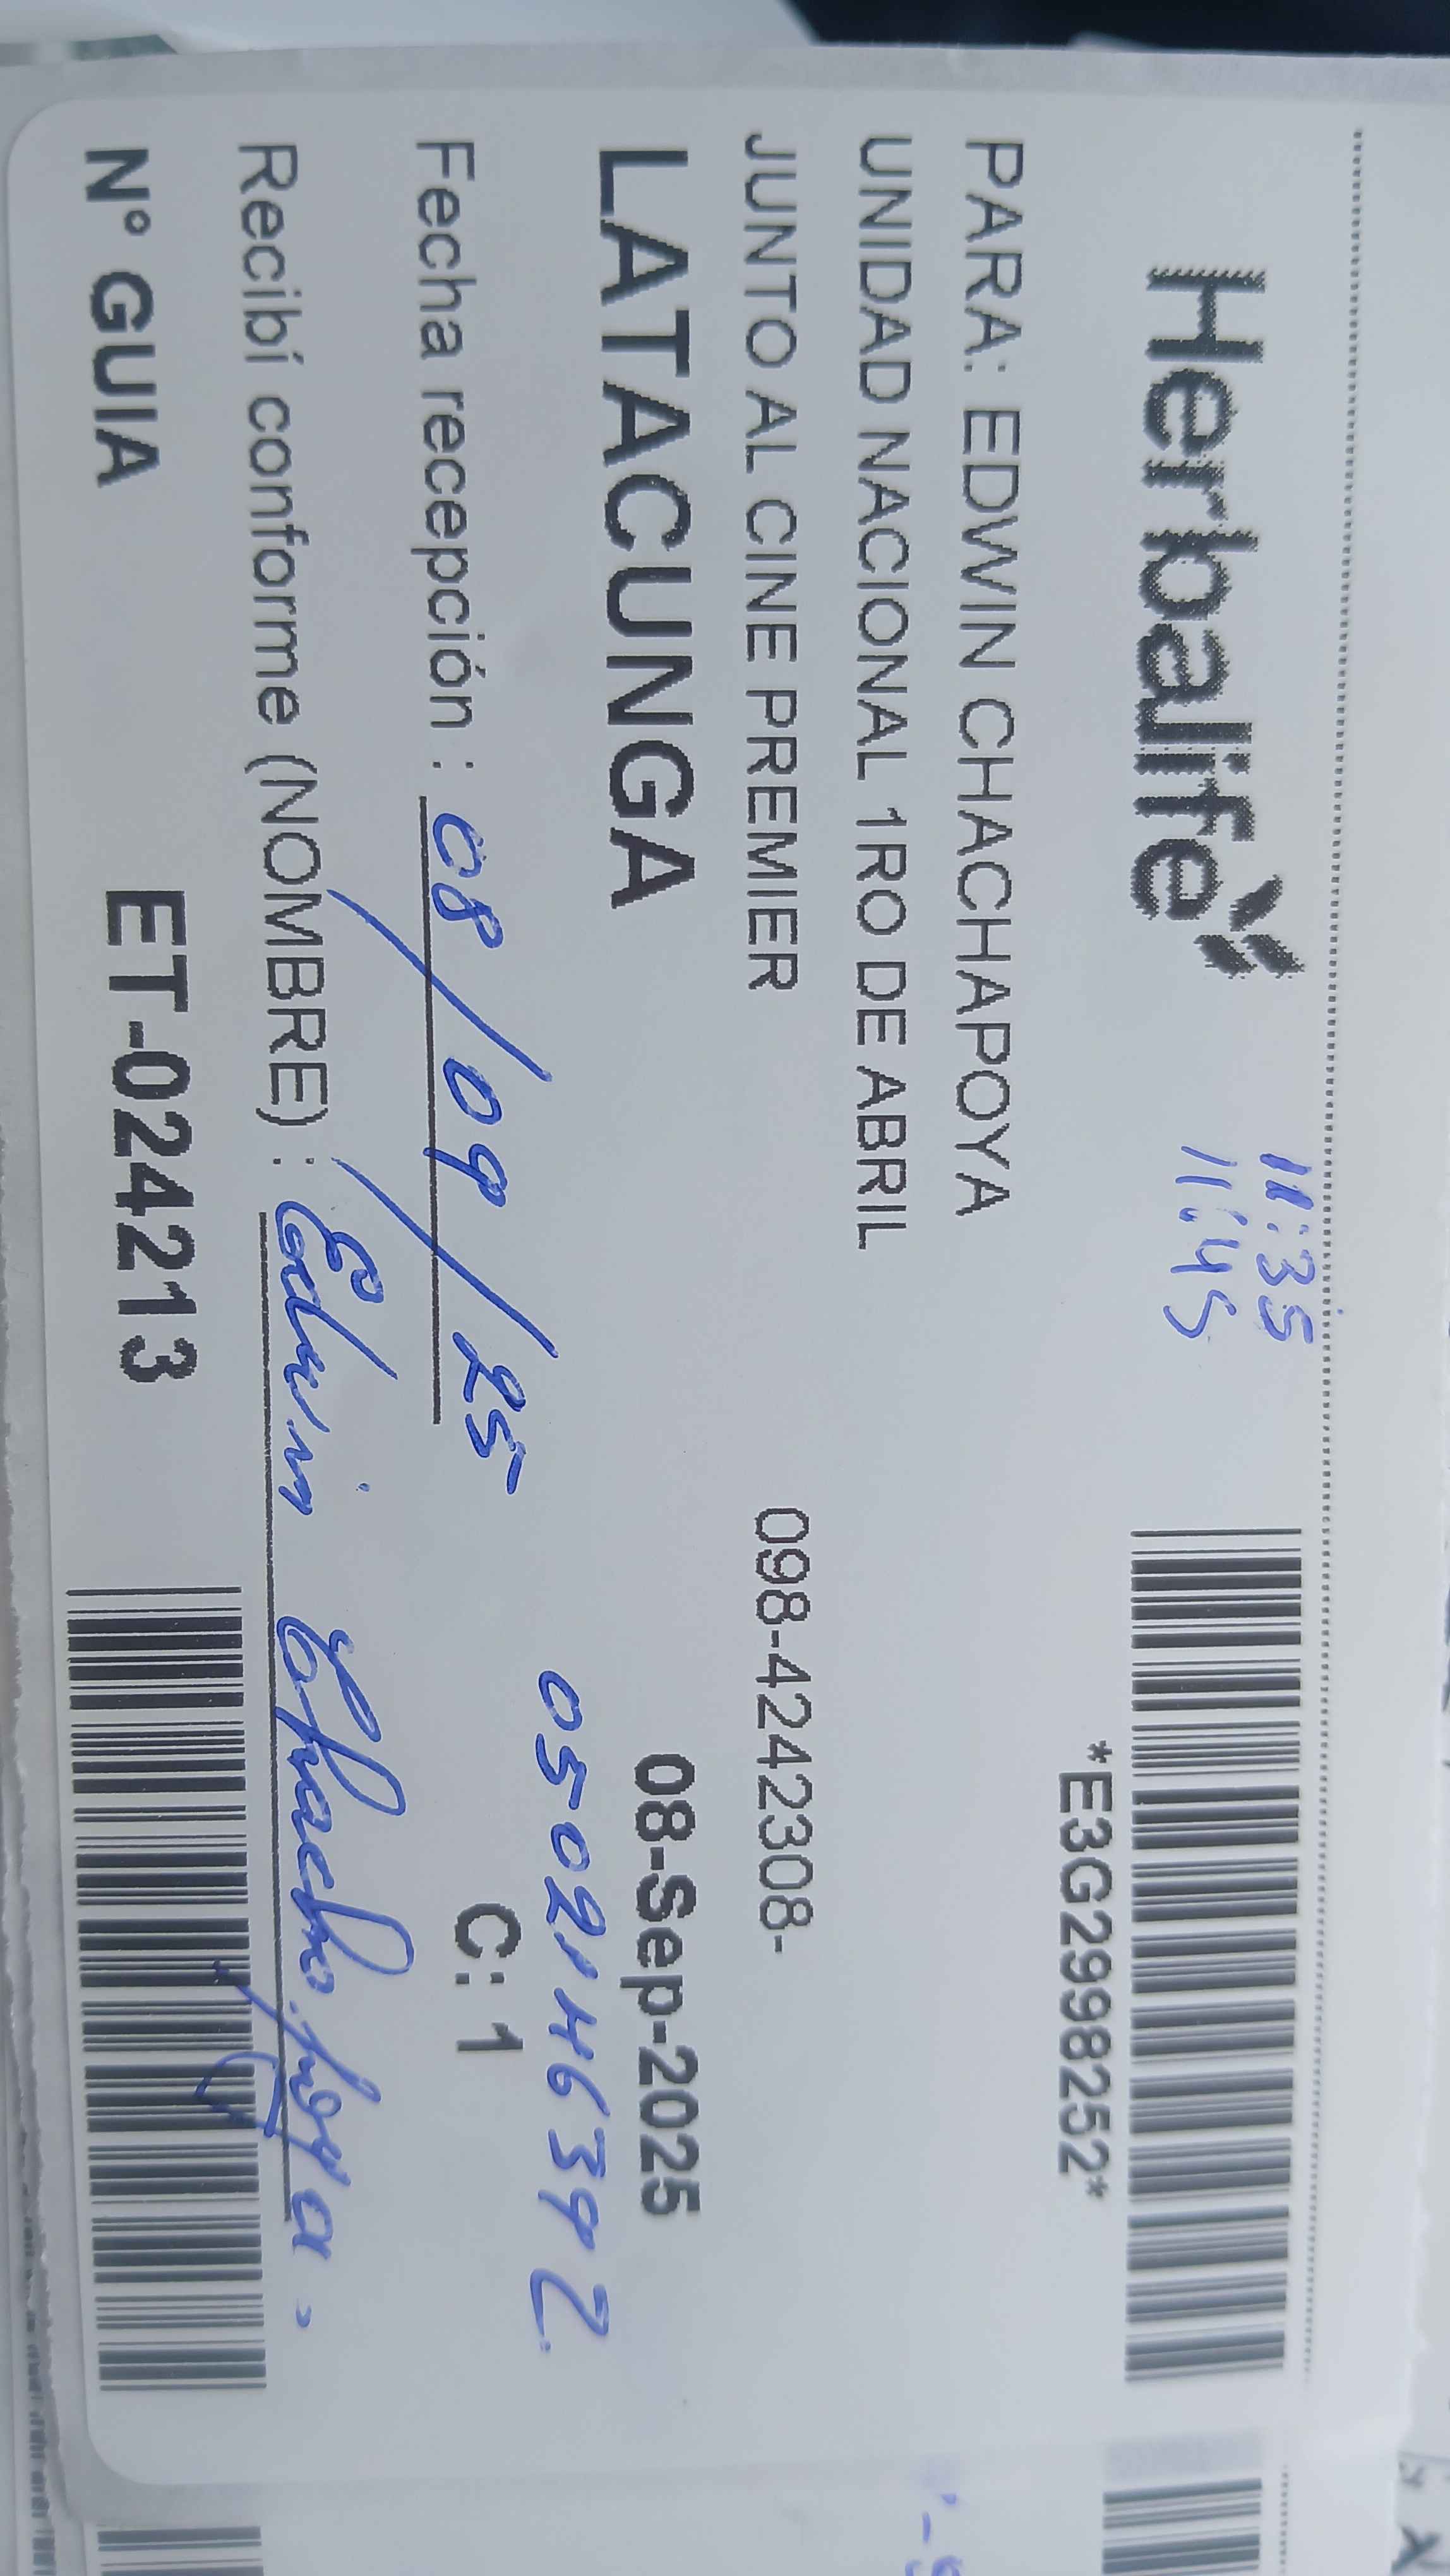 Herbalife
11:35
11:45
*E3G2998252*
PARA: EDWIN CHACHAPOYA
UNIDAD NACIONAL 1RO DE ABRIL
JUNTO AL CINE PREMIER 098-4242308-
LATACUNGA 08-Sep-2025
0502146392
Fecha recepción : 08/09/25 C: 1
Recibí conforme (NOMBRE) : Edwin Chachapoya.
N° GUIA ET-024213